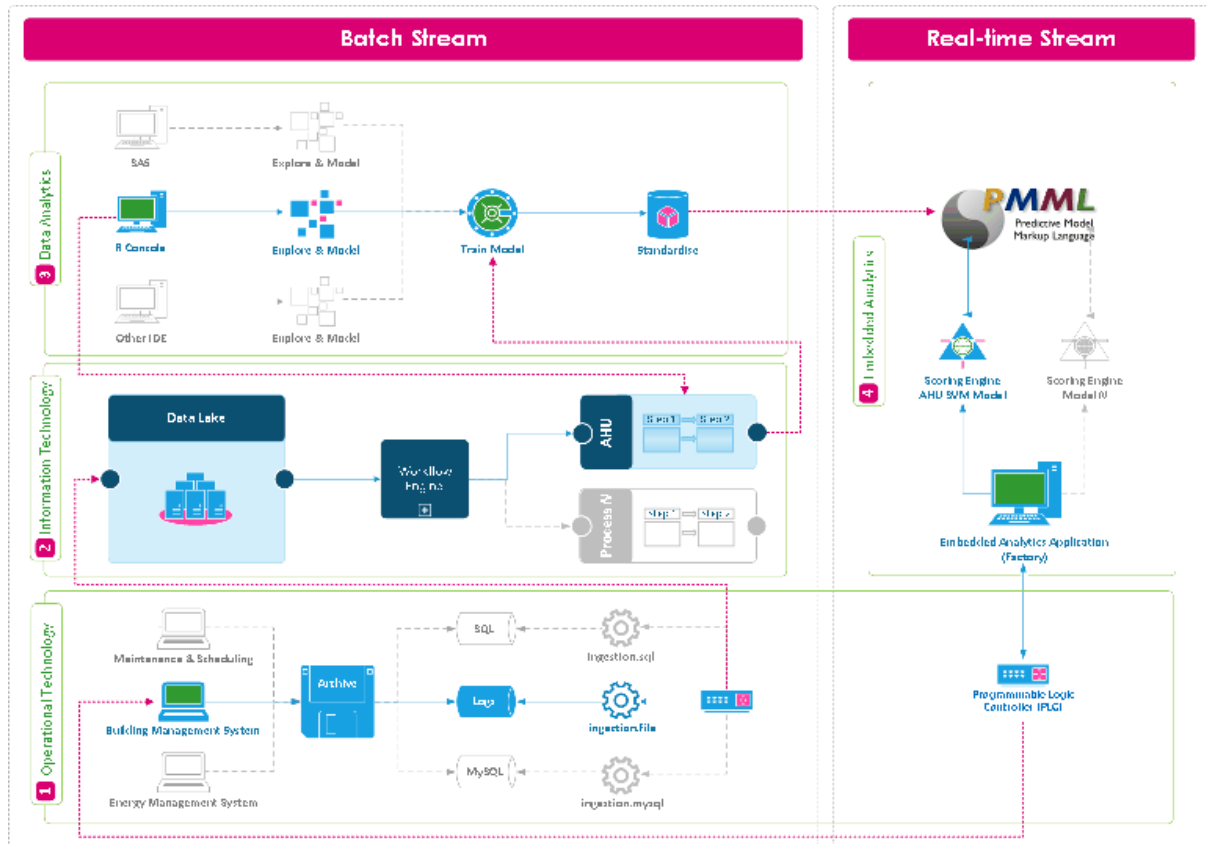 Batch Stream
Real-time Stream
3 Data Analytics
SAS
Explore & Model
R Console
Explore & Model
Train Model
Standardise
Other IDE
Explore & Model
PMML
Predictive Model
Markup Language
4 Embedded Analytics
Scoring Engine
AHU SVM Model
Scoring Engine
Model N
Embedded Analytics Application
(Factory)
2 Information Technology
Data Lake
Workflow
Engine
AHU
Step 1
Step 2
Process N
Step 1
Step 2
1 Operational Technology
Maintenance & Scheduling
Building Management System
Energy Management System
Archive
SQL
Logs
MySQL
ingestion.sql
ingestion.file
ingestion.mysql
Programmable Logic
Controller (PLC)